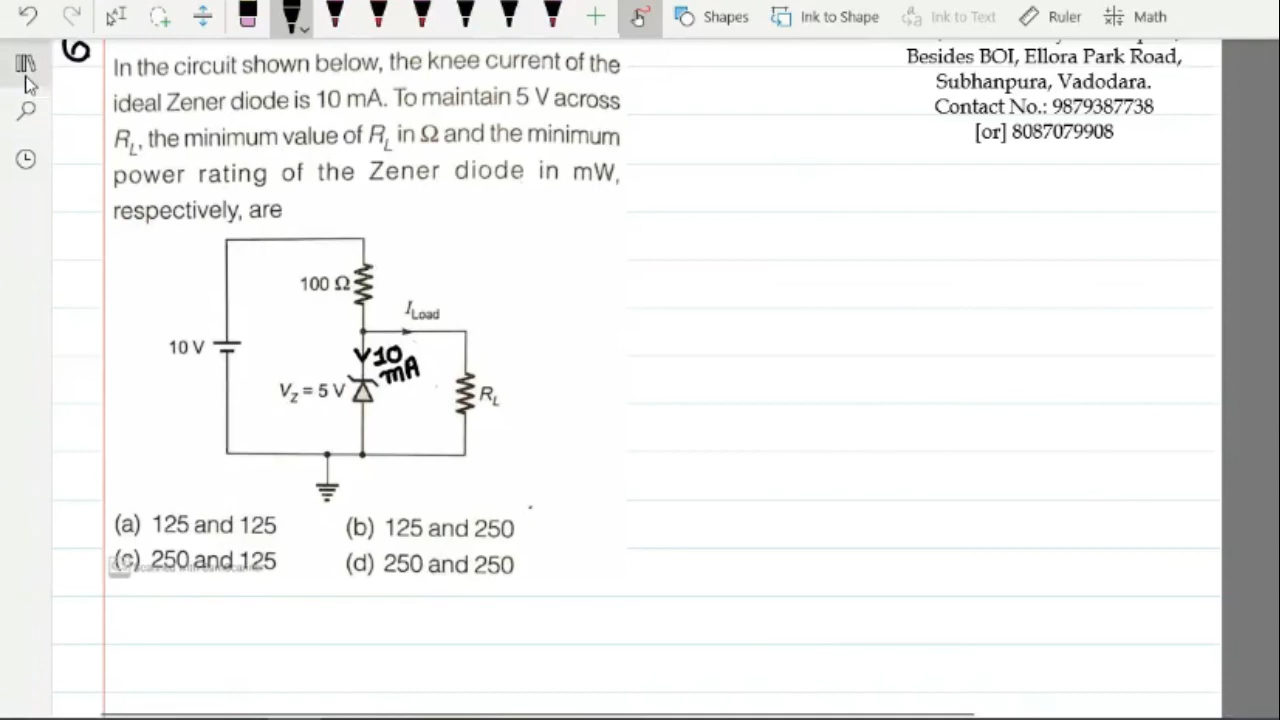 Shapes
Ink to Shape
Ink to Text
Ruler
Math
6
In the circuit shown below, the knee current of the
ideal Zener diode is 10 mA. To maintain 5 V across
R_L, the minimum value of R_L in Ω and the minimum
power rating of the Zener diode in mW,
respectively, are
Besides BOI, Ellora Park Road,
Subhanpura, Vadodara.
Contact No.: 9879387738
[or] 8087079908
100 Ω
I_Load
10 V
10
mA
V_Z = 5 V
R_L
(a) 125 and 125
(b) 125 and 250
(c) 250 and 125
(d) 250 and 250